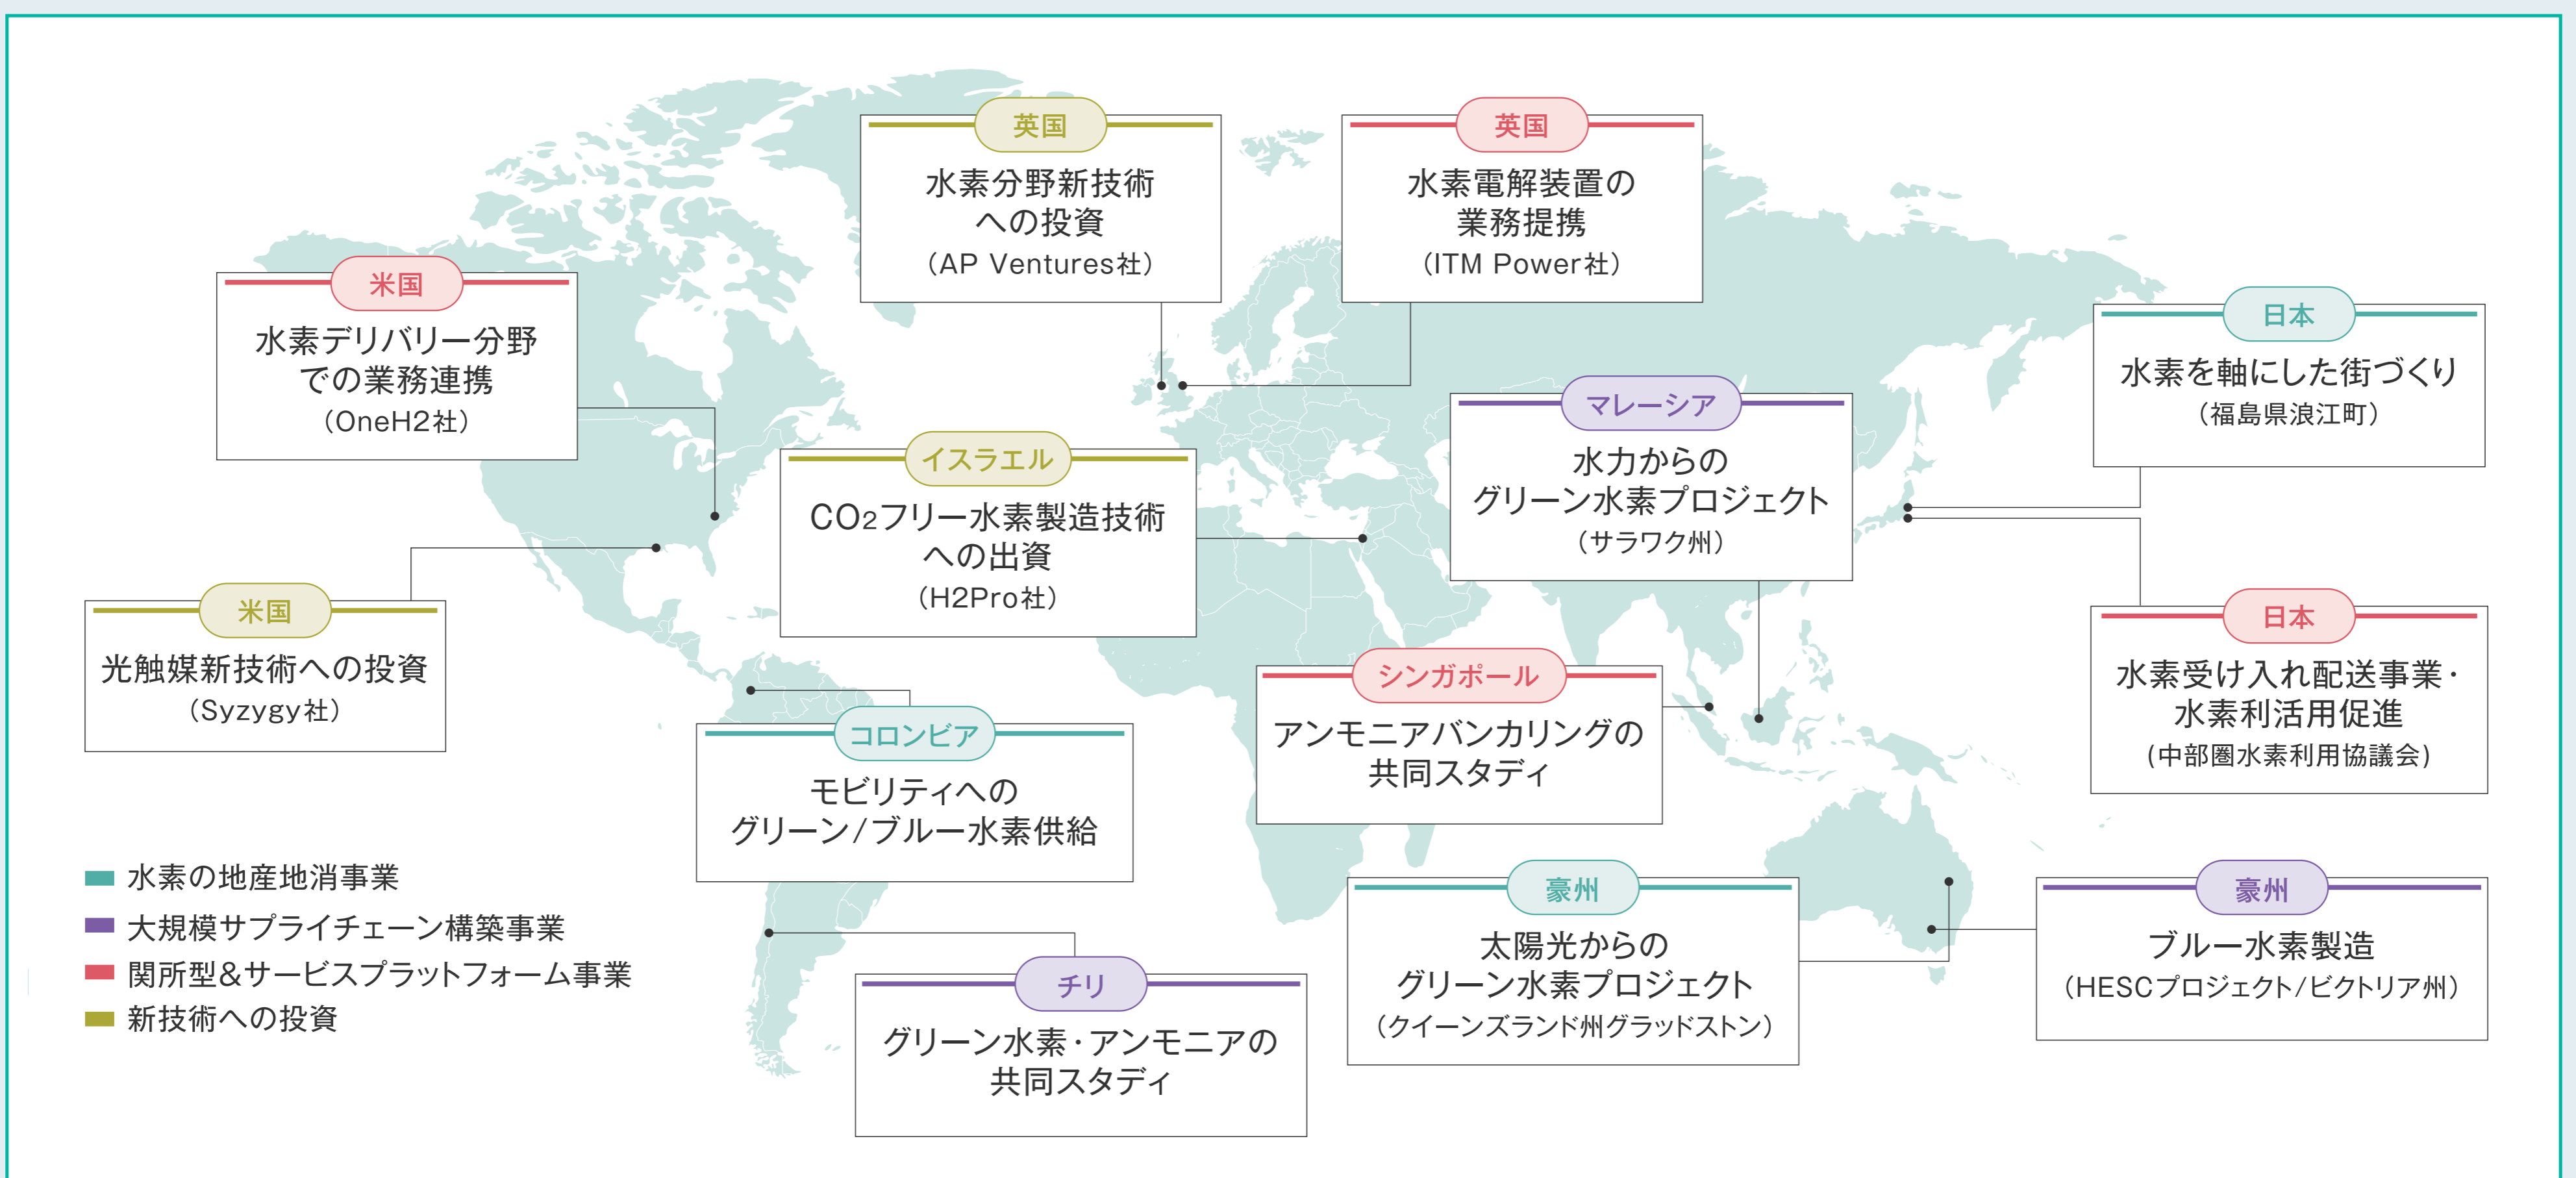 英国
水素分野新技術
への投資
（AP Ventures社）
英国
水素電解装置の
業務提携
（ITM Power社）
米国
水素デリバリー分野
での業務連携
（OneH2社）
日本
水素を軸にした街づくり
（福島県浪江町）
マレーシア
水力からの
グリーン水素プロジェクト
（サラワク州）
イスラエル
CO2フリー水素製造技術
への出資
（H2Pro社）
米国
光触媒新技術への投資
（Syzygy社）
日本
水素受け入れ配送事業・
水素利活用促進
(中部圏水素利用協議会)
シンガポール
アンモニアバンカリングの
共同スタディ
コロンビア
モビリティへの
グリーン/ブルー水素供給
豪州
太陽光からの
グリーン水素プロジェクト
（クイーンズランド州グラッドストン）
豪州
ブルー水素製造
（HESCプロジェクト/ビクトリア州）
チリ
グリーン水素・アンモニアの
共同スタディ
水素の地産地消事業
大規模サプライチェーン構築事業
関所型&サービスプラットフォーム事業
新技術への投資